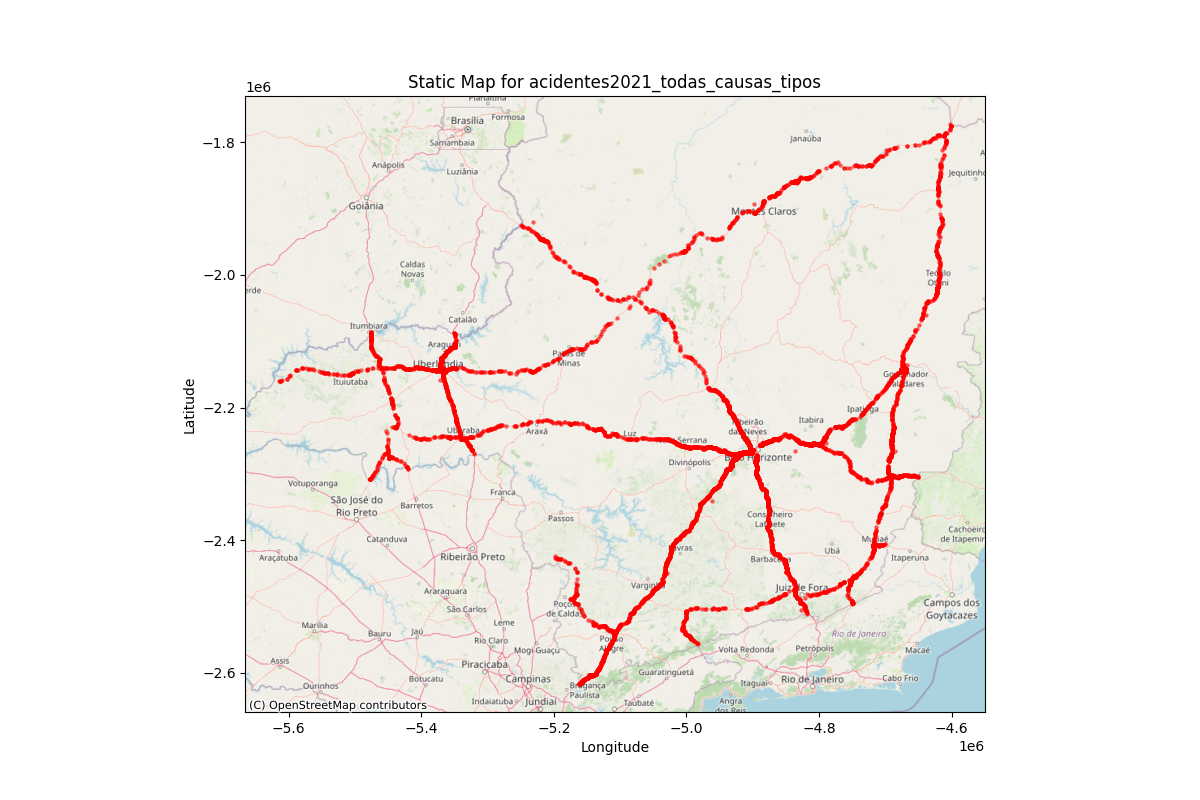 Static Map for acidentes2021_todas_causas_tipos
1e6
Planaltina
Brasília
Formosa
Samambaia
Janaúba
−1.8
Anápolis
Luziânia
Jequitinho
Goiânia
Montes Claros
Caldas
Novas
−2.0
erde
Itumbiara
Catalão
Aragu
Uberlândia
Patos de
Minas
Ituiutaba
Governador
Valadares
Teófilo
Otoni
−2.2
Latitude
Uberaba
Araxá
Luz
Serrana
Ribeirão
das Neves
Itabira
Ipatinga
Belo Horizonte
Divinópolis
Votuporanga
São José do
Rio Preto
Barretos
Franca
Passos
Conselheiro
Lafaiete
Cachoeiro
de Itapemirim
−2.4
Catanduva
Araçatuba
Ribeirão Preto
Lavras
Barbacena
Ubá
Muriaé
Itaperuna
Araraquara
Varginha
Juiz de Fora
São Carlos
Poços
de Caldas
Campos dos
Goytacazes
Marília
Bauru
Jaú
Leme
Rio Claro
Mogi-Guaçu
Pouso
Alegre
Rio de Janeiro
Volta Redonda
Petrópolis
Macaé
Assis
Piracicaba
Campinas
Guaratinguetá
Itaguaí
Rio de Janeiro
Cabo Frio
−2.6
Ourinhos
Botucatu
Bragança
Paulista
Indaiatuba
Jundiaí
Taubaté
Angra
dos Reis
(C) OpenStreetMap contributors
−5.6
−5.4
−5.2
−5.0
−4.8
−4.6
Longitude
1e6